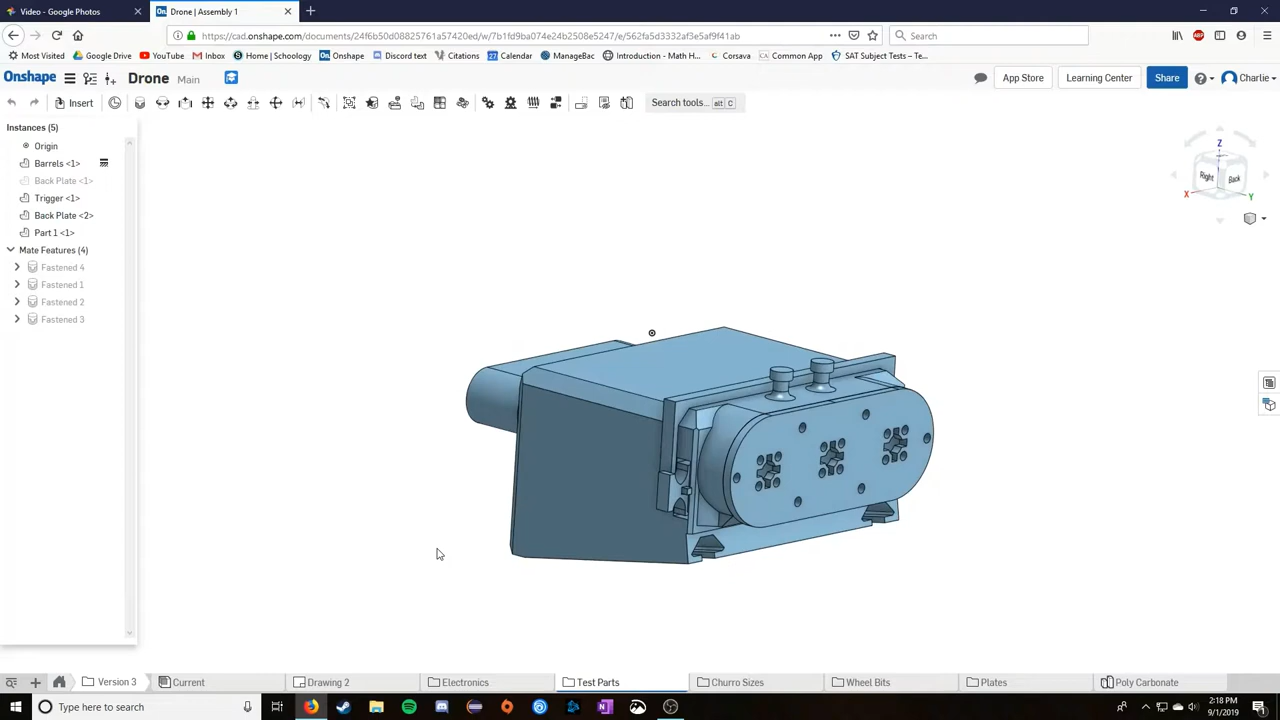 Video - Google Photos
On. Drone | Assembly 1
https://cad.onshape.com/documents/24f6b50d08825761a57420ed/w/7b1fd9ba074e24b2508e5247/e/562fa5d3332af3e5af9f41ab
Search
Most Visited Google Drive YouTube Inbox Home | Schoology Onshape Discord text Citations 27 Calendar ManageBac Introduction - Math H... Corsava Common App SAT Subject Tests – Te...
Onshape Drone Main App Store Learning Center Share Charlie
Insert Search tools... alt C
Instances (5)
Origin
Barrels <1>
Back Plate <1>
Trigger <1>
Back Plate <2>
Part 1 <1>
Mate Features (4)
Fastened 4
Fastened 1
Fastened 2
Fastened 3
Z
Right Back
X Y
Version 3 Current Drawing 2 Electronics Test Parts Churro Sizes Wheel Bits Plates Poly Carbonate
Type here to search
2:18 PM
9/1/2019